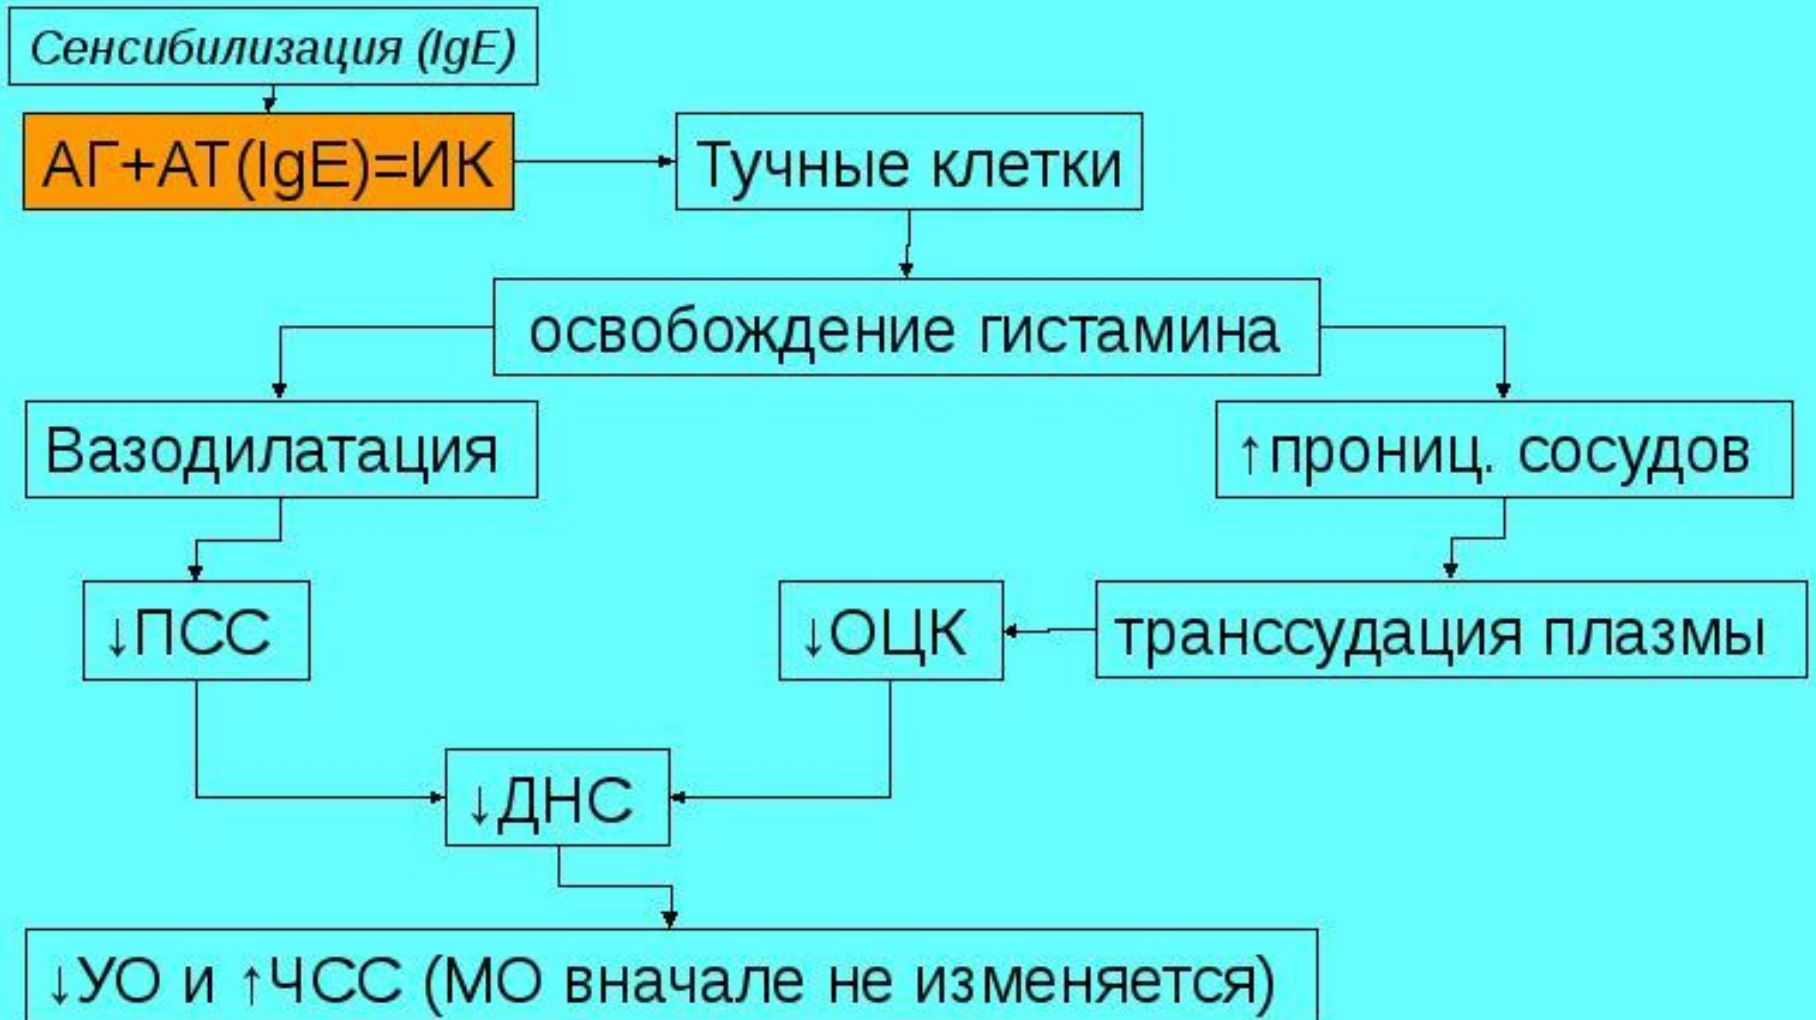 Сенсибилизация (IgE)
АГ+АТ(IgE)=ИК
Тучные клетки
освобождение гистамина
Вазодилатация
↑прониц. сосудов
↓ПСС
↓ОЦК
транссудация плазмы
↓ДНС
↓УО и ↑ЧСС (МО вначале не изменяется)